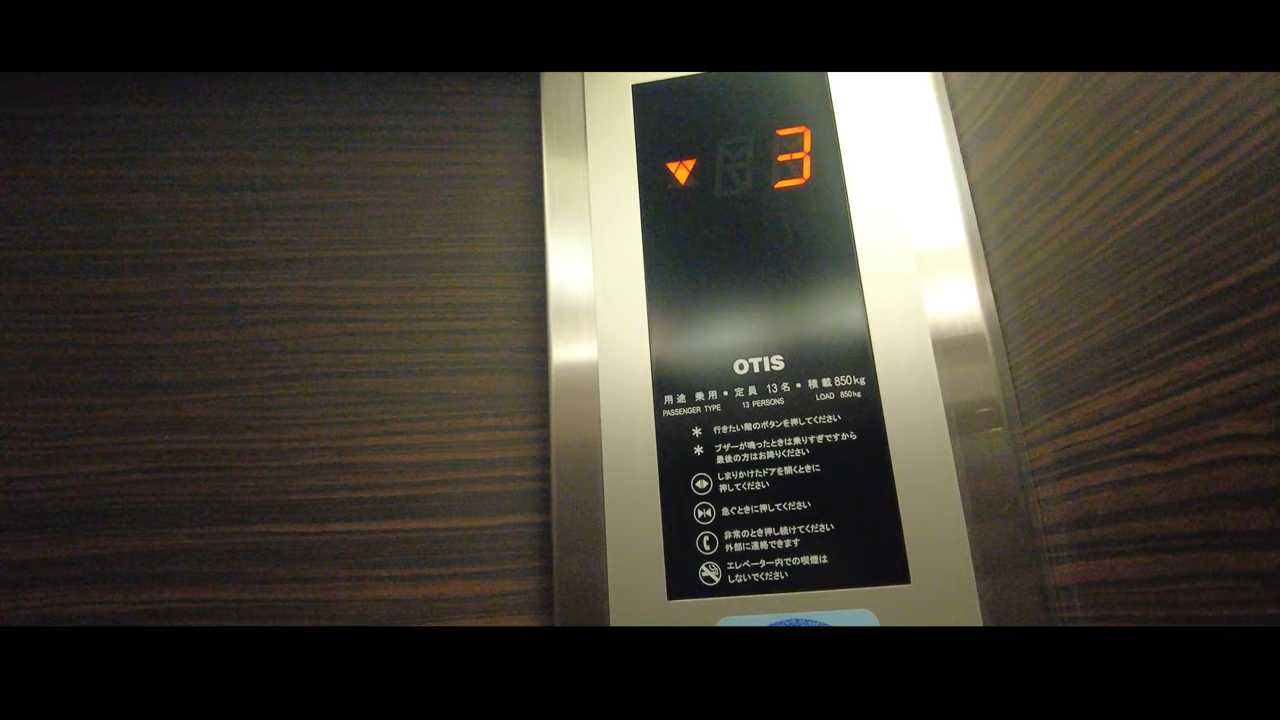 3
OTIS
用途 乗用 ▪ 定員 13名 ▪ 積載850kg
PASSENGER TYPE 13 PERSONS LOAD 850kg
* 行きたい階のボタンを押してください
* ブザーが鳴ったときは乗りすぎですから
最後の方はお降りください
しまりかけたドアを開くときに
押してください
急ぐときに押してください
非常のとき押し続けてください
外部に連絡できます
エレベーター内での喫煙は
しないでください